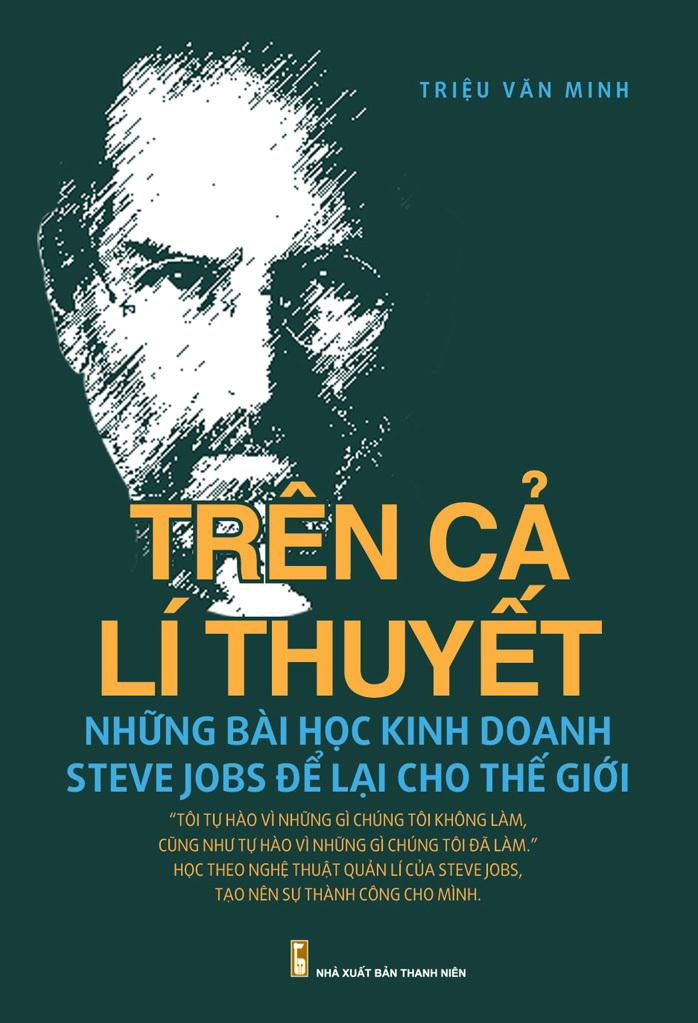 TRIỆU VĂN MINH
TRÊN CẢ
LÍ THUYẾT
NHỮNG BÀI HỌC KINH DOANH
STEVE JOBS ĐỂ LẠI CHO THẾ GIỚI
“TÔI TỰ HÀO VÌ NHỮNG GÌ CHÚNG TÔI KHÔNG LÀM,
CŨNG NHƯ TỰ HÀO VÌ NHỮNG GÌ CHÚNG TÔI ĐÃ LÀM.”
HỌC THEO NGHỆ THUẬT QUẢN LÍ CỦA STEVE JOBS,
TẠO NÊN SỰ THÀNH CÔNG CHO MÌNH.
NHÀ XUẤT BẢN THANH NIÊN